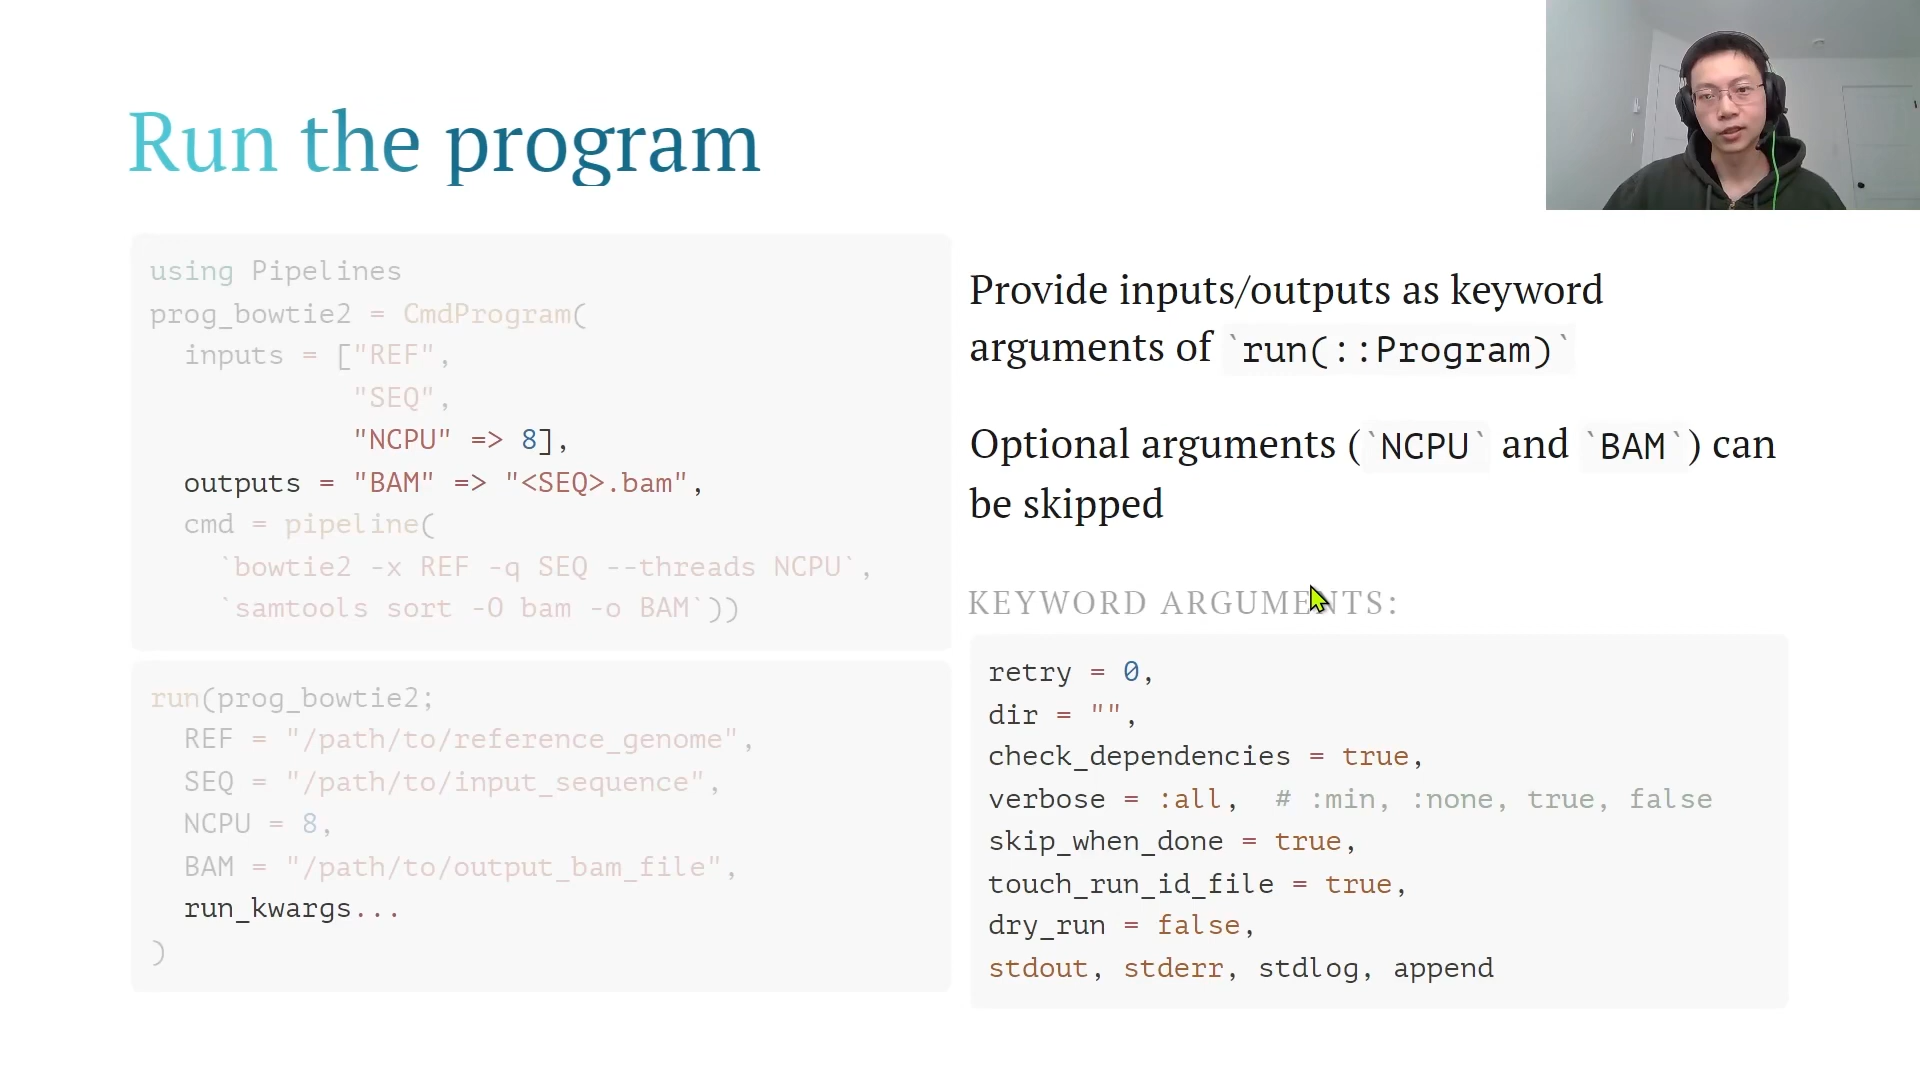 Run the program
using Pipelines
prog_bowtie2 = CmdProgram(
  inputs = ["REF",
            "SEQ",
            "NCPU" => 8],
  outputs = "BAM" => "<SEQ>.bam",
  cmd = pipeline(
    `bowtie2 -x REF -q SEQ --threads NCPU`,
    `samtools sort -O bam -o BAM`))
run(prog_bowtie2;
  REF = "/path/to/reference_genome",
  SEQ = "/path/to/input_sequence",
  NCPU = 8,
  BAM = "/path/to/output_bam_file",
  run_kwargs...
)
Provide inputs/outputs as keyword
arguments of `run(::Program)`
Optional arguments (`NCPU` and `BAM`) can
be skipped
KEYWORD ARGUMENTS:
retry = 0,
dir = "",
check_dependencies = true,
verbose = :all,  # :min, :none, true, false
skip_when_done = true,
touch_run_id_file = true,
dry_run = false,
stdout, stderr, stdlog, append